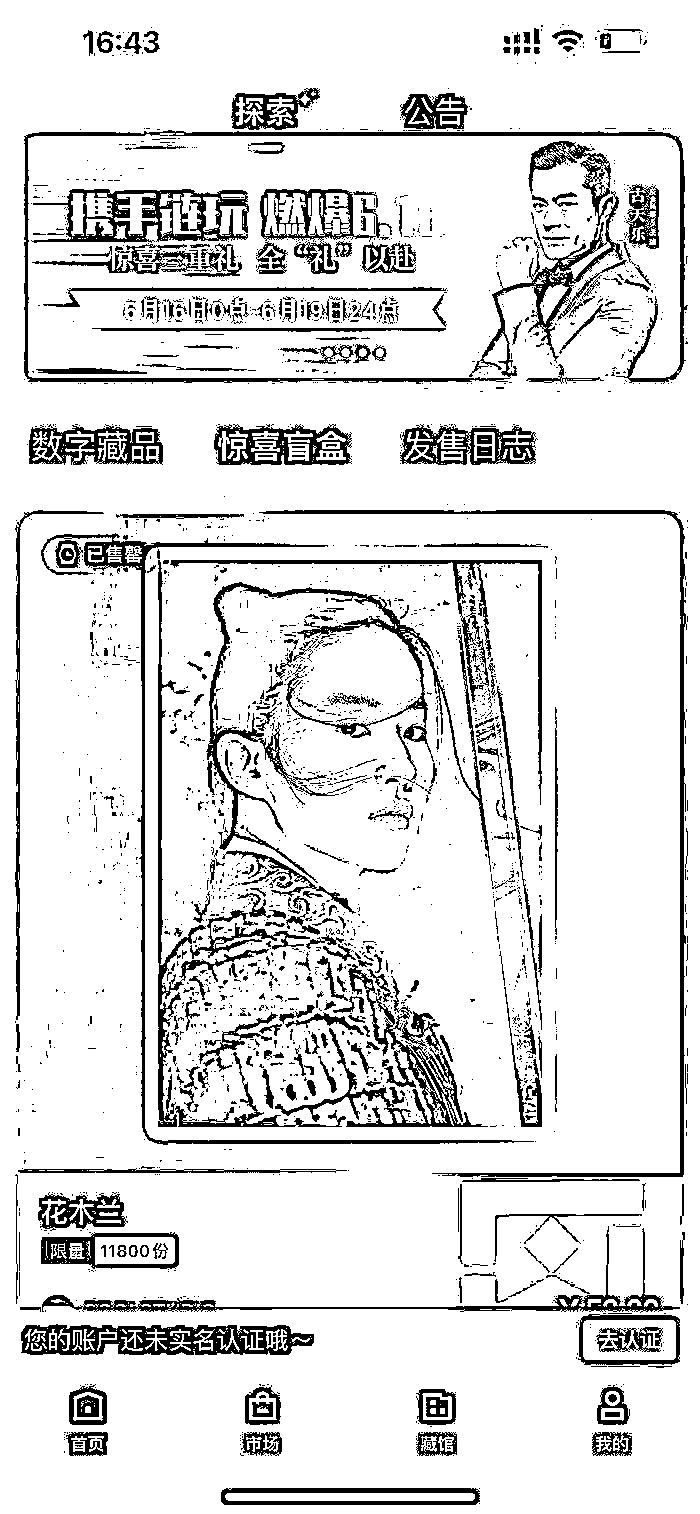 16:43
探索 公告
携手链玩 燃爆6.1
惊喜三重礼 全“礼”以赴
6月16日0点-6月19日24点
古天乐
数字藏品 惊喜盲盒 发售日志
已售罄
花木兰
限量 11800份
¥50.00
您的账户还未实名认证哦～ 去认证
首页 市场 藏馆 我的